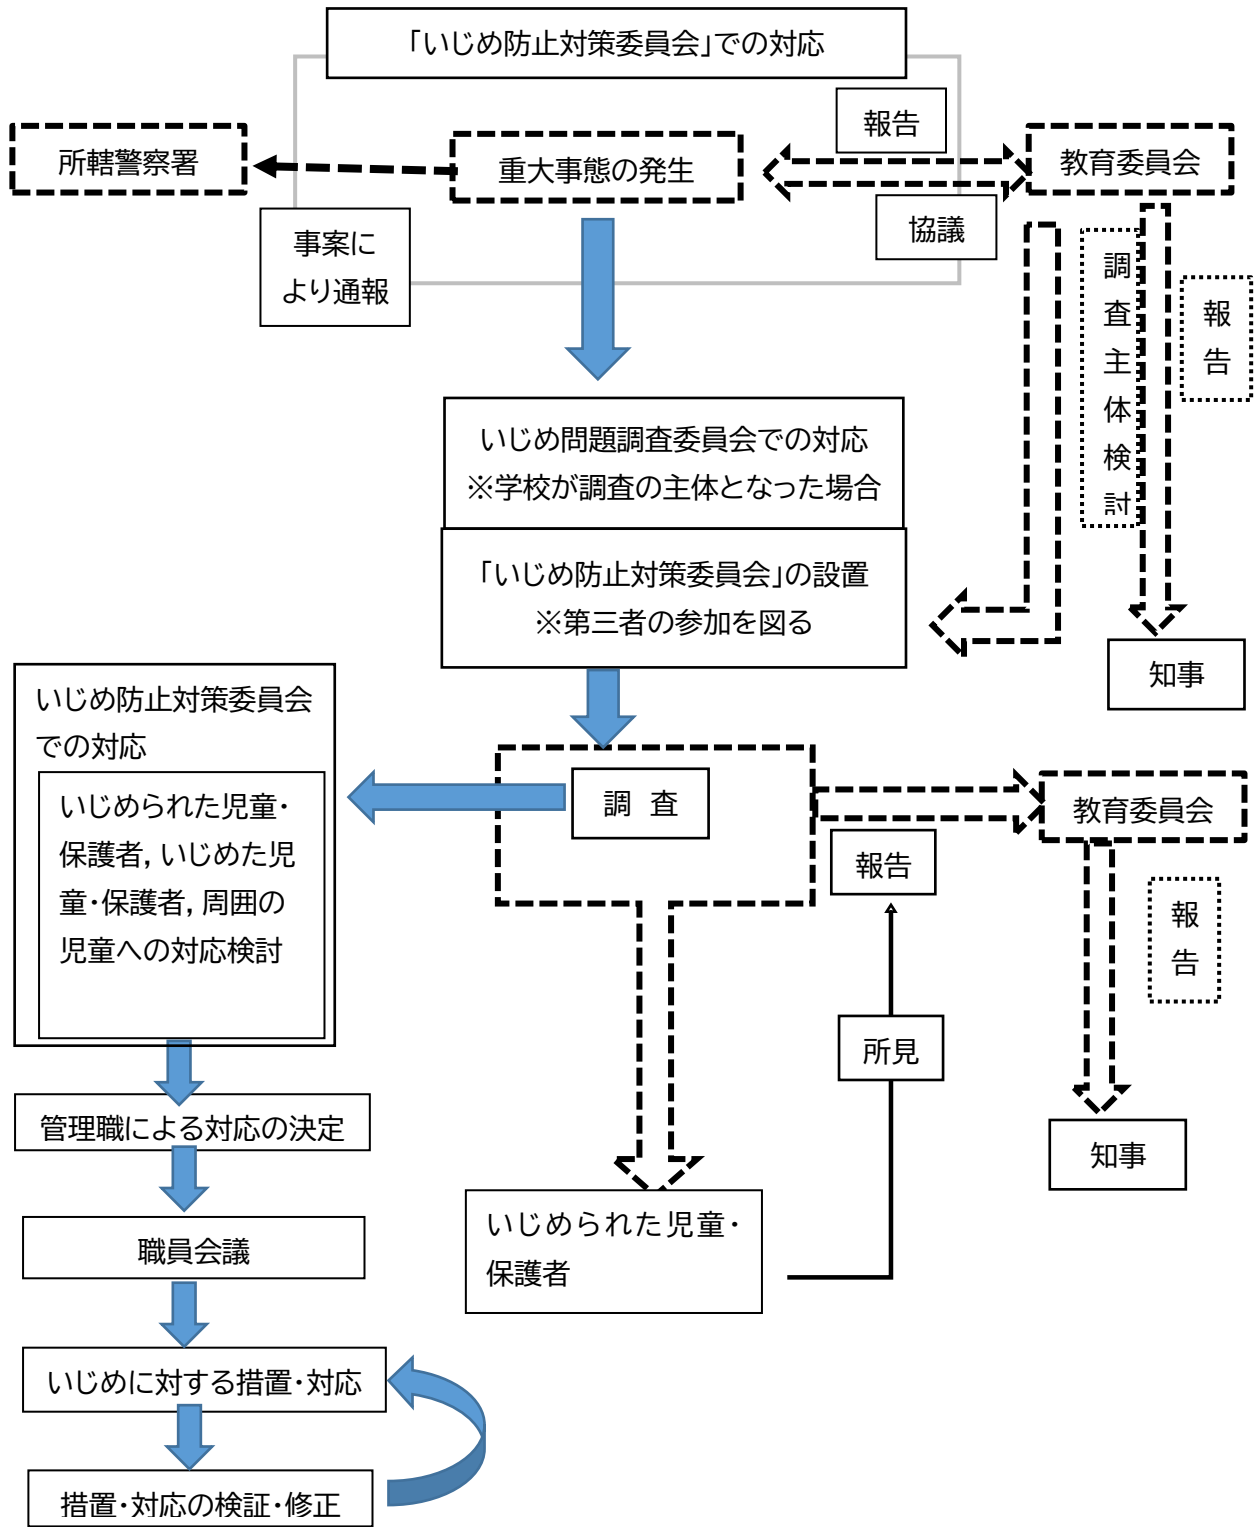 「いじめ防止対策委員会」での対応
報告
所轄警察署
重大事態の発生
教育委員会
協議
事案に
より通報
調査主体検討
報告
いじめ問題調査委員会での対応
※学校が調査の主体となった場合
「いじめ防止対策委員会」の設置
※第三者の参加を図る
知事
いじめ防止対策委員会
での対応
いじめられた児童・
保護者, いじめた児
童・保護者, 周囲の
児童への対応検討
調 査
教育委員会
報告
報告
所見
管理職による対応の決定
知事
いじめられた児童・
保護者
職員会議
いじめに対する措置・対応
措置・対応の検証・修正